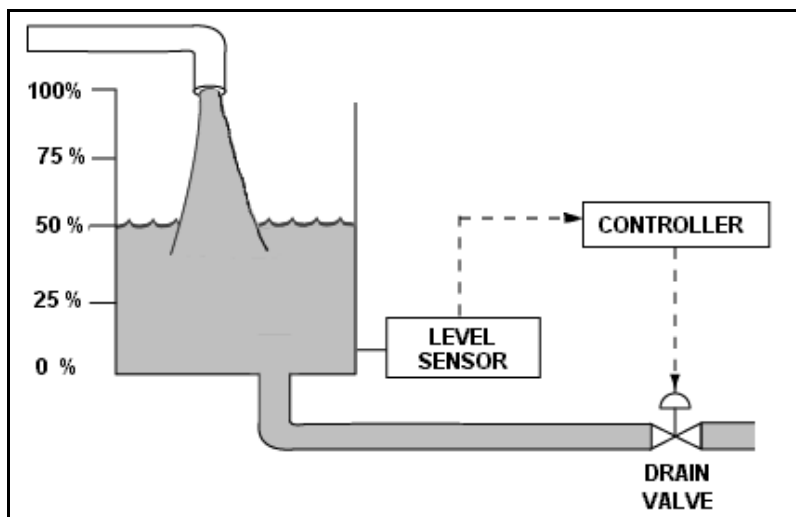 100%
75 %
50 %
25 %
0 %
LEVEL
SENSOR
CONTROLLER
DRAIN
VALVE